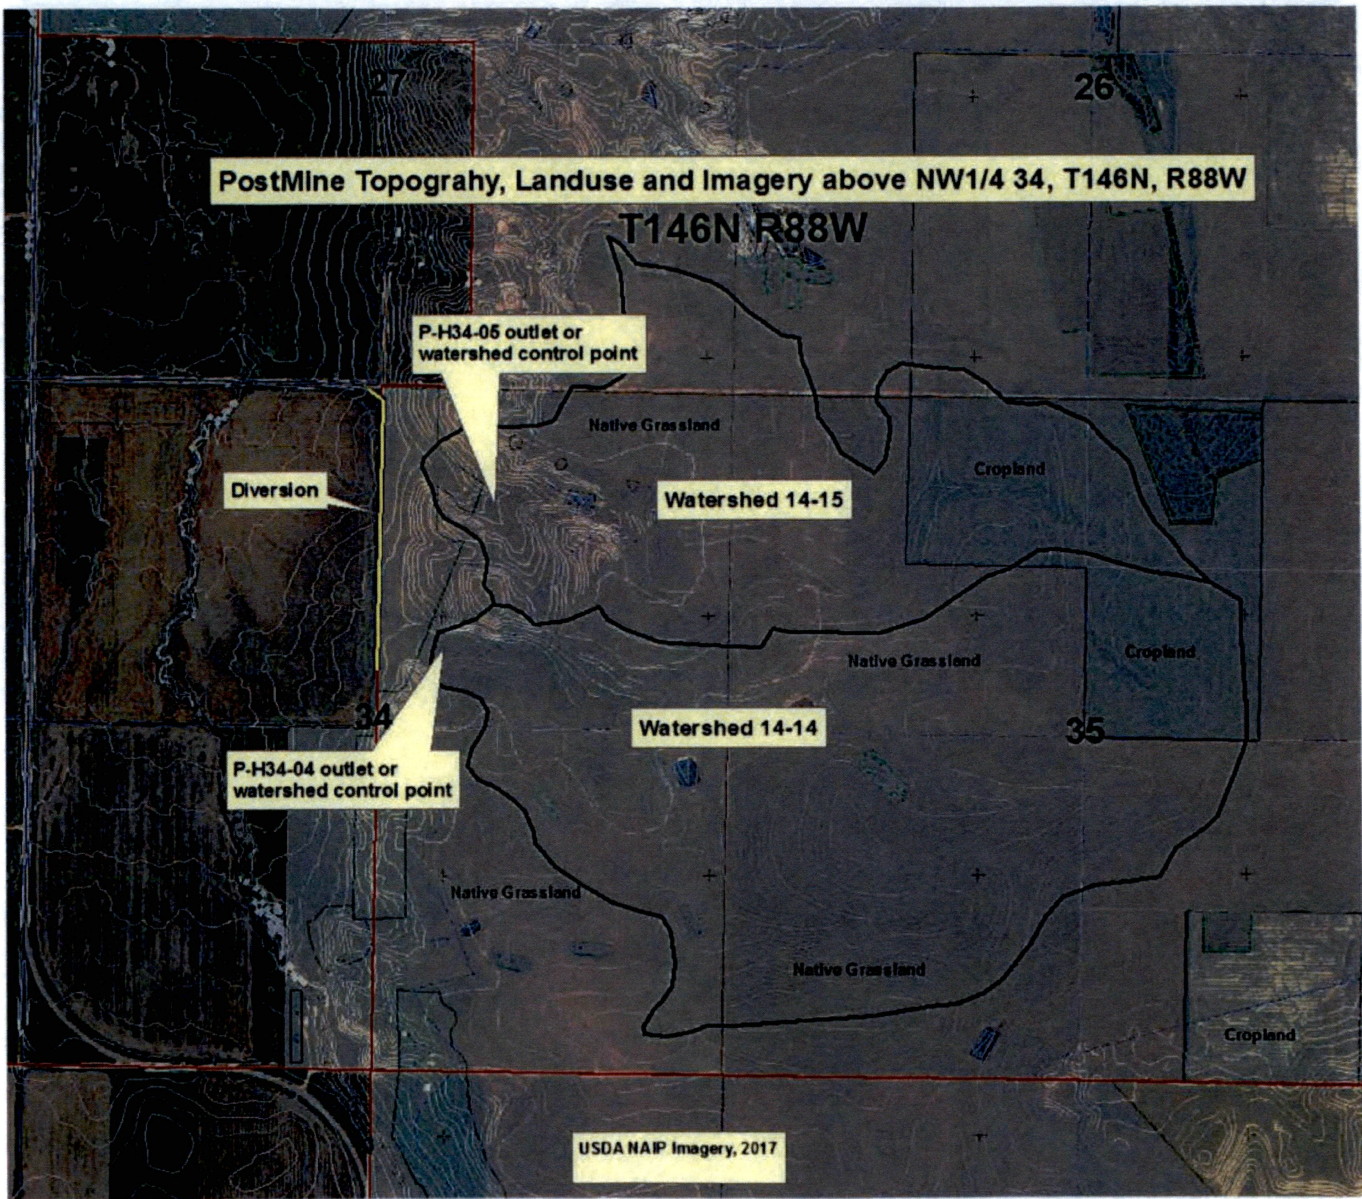 27
26
PostMine Topograhy, Landuse and Imagery above NW1/4 34, T146N, R88W
T146N R88W
P-H34-05 outlet or
watershed control point
Native Grassland
Cropland
Diversion
Watershed 14-15
Native Grassland
Cropland
34
Watershed 14-14
35
P-H34-04 outlet or
watershed control point
Native Grassland
Native Grassland
Cropland
USDA NAIP Imagery, 2017